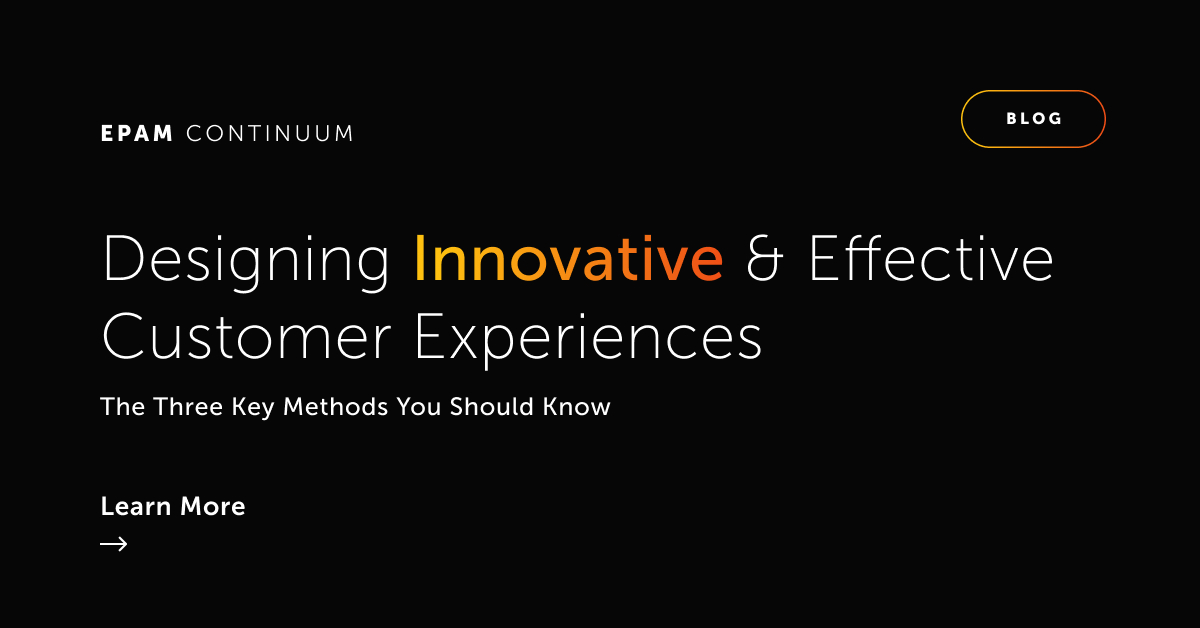 EPAM CONTINUUM
BLOG
Designing Innovative & Effective
Customer Experiences
The Three Key Methods You Should Know
Learn More